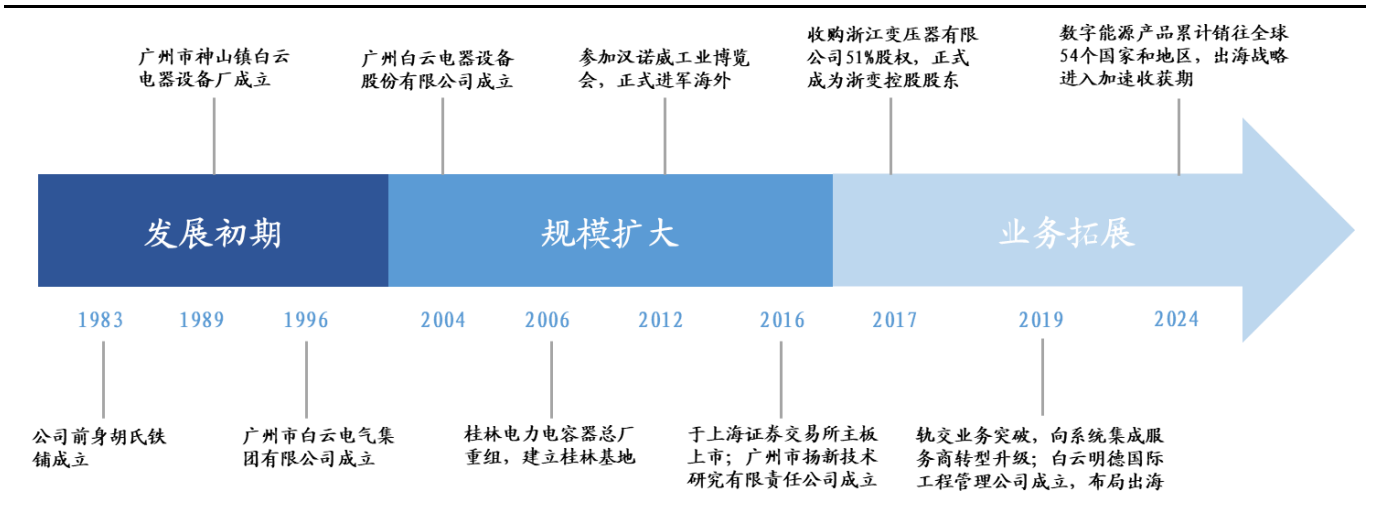 广州市神山镇白云
电器设备厂成立
广州白云电器设备
股份有限公司成立
参加汉诺威工业博览
会，正式进军海外
收购浙江变压器有限
公司51%股权，正式
成为浙变控股股东
数字能源产品累计销往全球
54个国家和地区，出海战略
进入加速收获期
发展初期
规模扩大
业务拓展
1983
1989
1996
2004
2006
2012
2016
2017
2019
2024
公司前身胡氏铁
铺成立
广州市白云电气集
团有限公司成立
桂林电力电容器总厂
重组，建立桂林基地
于上海证券交易所主板
上市；广州市扬新技术
研究有限责任公司成立
轨交业务突破，向系统集成服
务商转型升级；白云明德国际
工程管理公司成立，布局出海